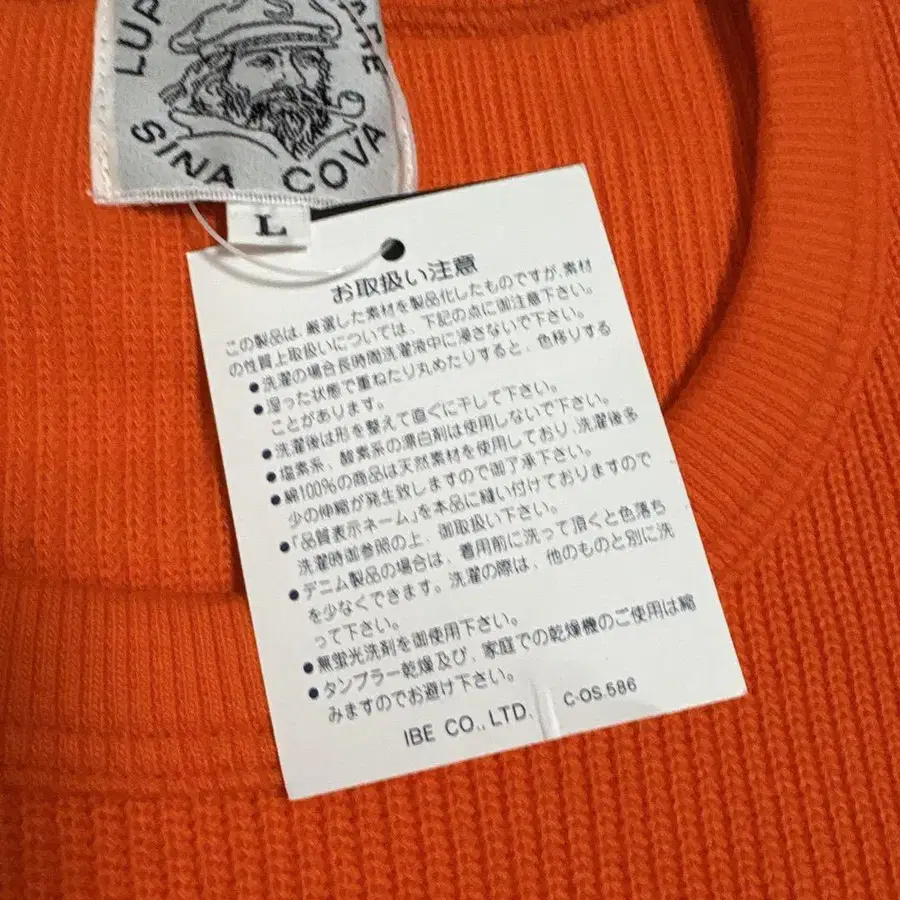 LUP
SINA COVA
L
お取扱い注意
この製品は、厳選した素材を製品化したものですが、素材
の性質上取扱いについては、下記の点に御注意下さい。
●洗濯の場合長時間洗濯液中に浸さないで下さい。
●湿った状態で重ねたり丸めたりすると、色移りする
ことがあります。
●洗濯後は形を整えて直ぐに干して下さい。
●塩素系、酸素系の漂白剤は使用しないで下さい。
●綿100%の商品は天然素材を使用しており、洗濯後多
少の伸縮が発生致しますので御了承下さい。
●「品質表示ネーム」を本品に縫い付けておりますので
洗濯時御参照の上、御取扱い下さい。
●デニム製品の場合は、着用前に洗って頂くと色落ち
を少なくできます。洗濯の際は、他のものと別に洗
って下さい。
●無蛍光洗剤を御使用下さい。
●タンブラー乾燥及び、家庭での乾燥機のご使用は縮
みますのでお避け下さい。
IBE CO., LTD. C-OS.586